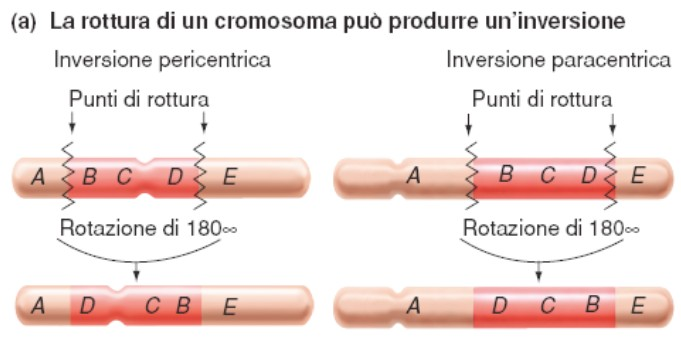 (a) La rottura di un cromosoma può produrre un'inversione
Inversione pericentrica
Punti di rottura
A B C D E
Rotazione di 180∞
A D C B E
Inversione paracentrica
Punti di rottura
A B C D E
Rotazione di 180∞
A D C B E